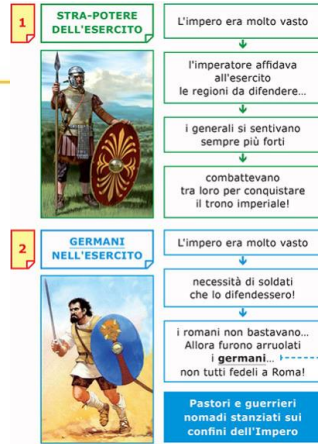 1
STRA-POTERE
DELL'ESERCITO
L'impero era molto vasto
l'imperatore affidava
all'esercito
le regioni da difendere...
i generali si sentivano
sempre più forti
combattevano
tra loro per conquistare
il trono imperiale!
2
GERMANI
NELL'ESERCITO
L'impero era molto vasto
necessità di soldati
che lo difendessero!
i romani non bastavano...
Allora furono arruolati
i germani...
non tutti fedeli a Roma!
Pastori e guerrieri
nomadi stanziati sui
confini dell'Impero